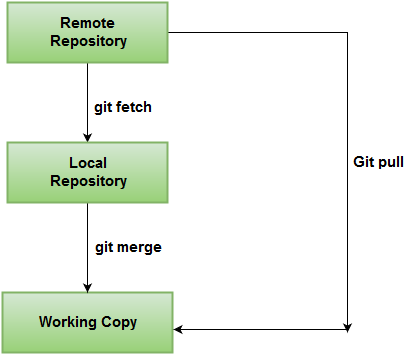 Remote
Repository
git fetch
Local
Repository
Git pull
git merge
Working Copy